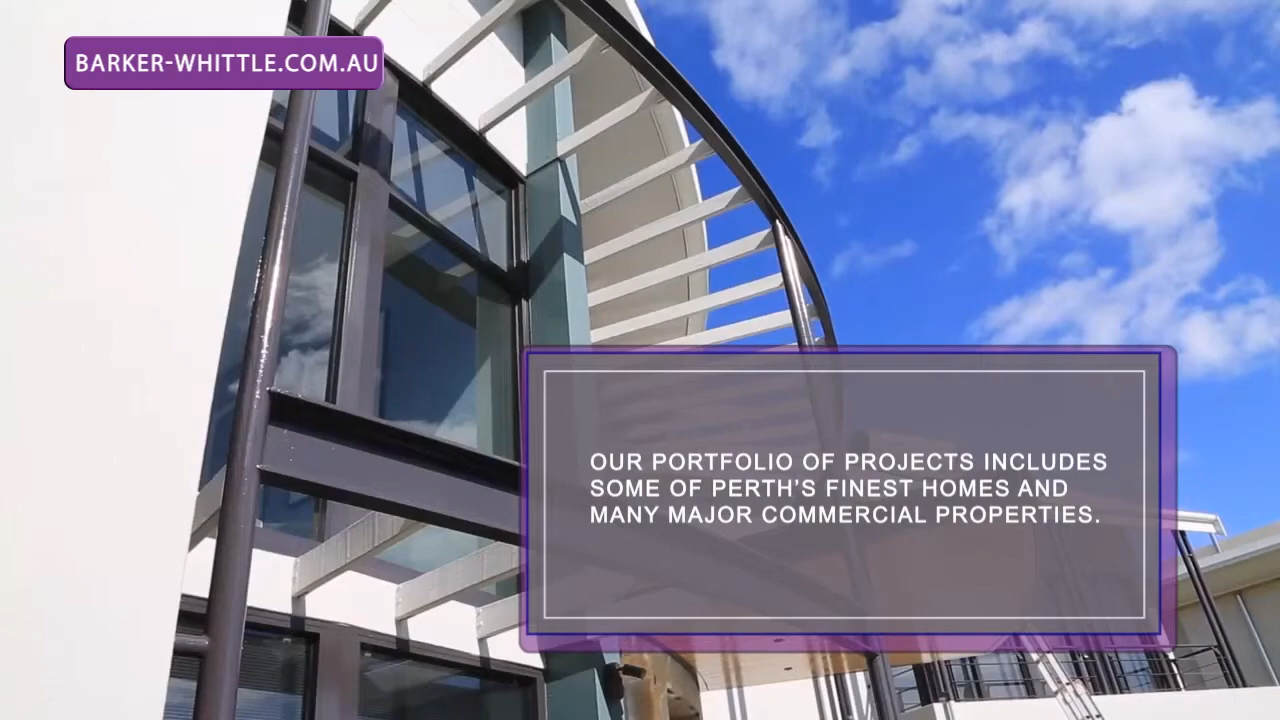 BARKER-WHITTLE.COM.AU
OUR PORTFOLIO OF PROJECTS INCLUDES
SOME OF PERTH'S FINEST HOMES AND
MANY MAJOR COMMERCIAL PROPERTIES.